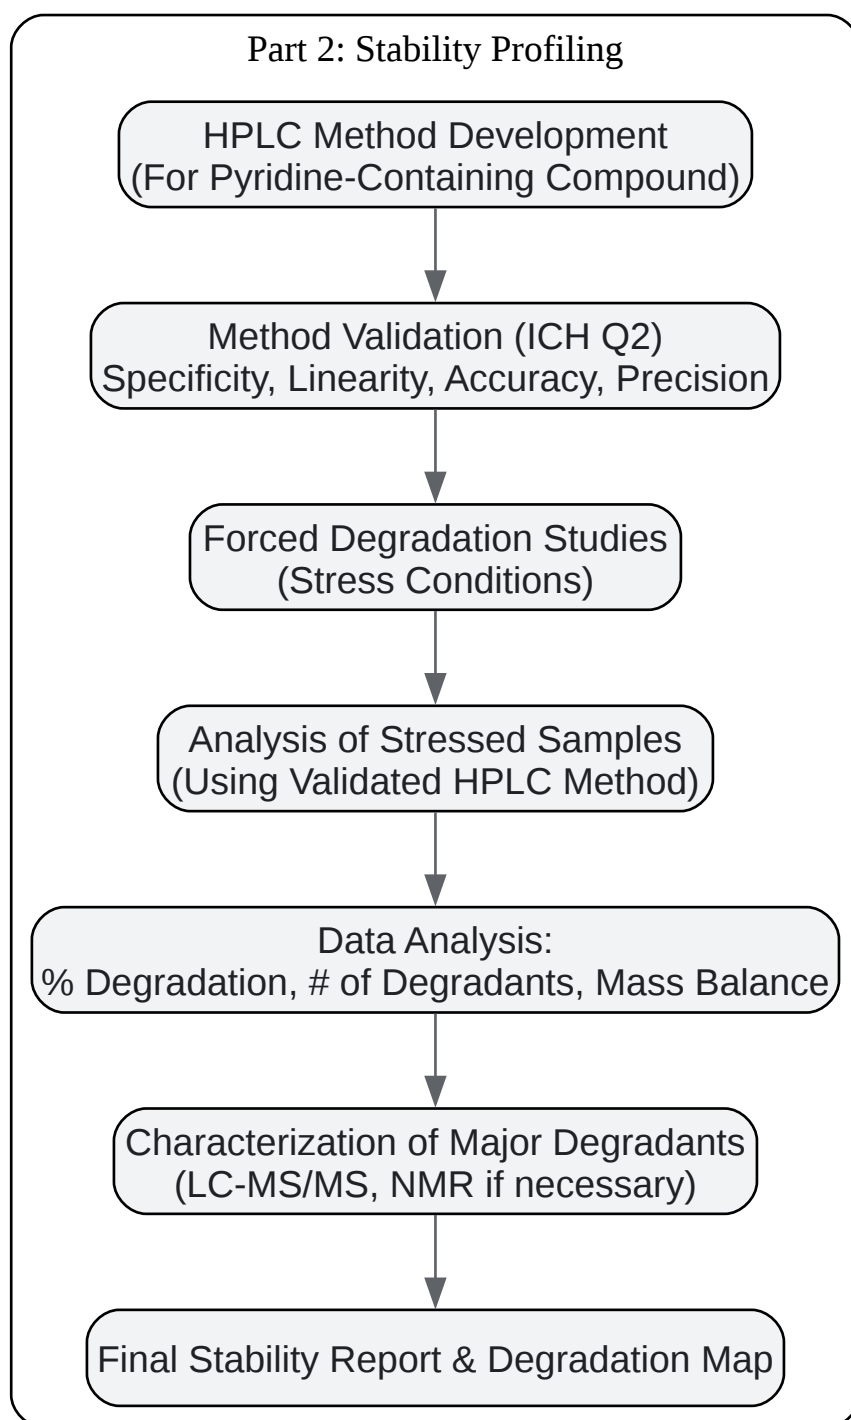 Part 2: Stability Profiling
HPLC Method Development
(For Pyridine-Containing Compound)
Method Validation (ICH Q2)
Specificity, Linearity, Accuracy, Precision
Forced Degradation Studies
(Stress Conditions)
Analysis of Stressed Samples
(Using Validated HPLC Method)
Data Analysis:
% Degradation, # of Degradants, Mass Balance
Characterization of Major Degradants
(LC-MS/MS, NMR if necessary)
Final Stability Report & Degradation Map